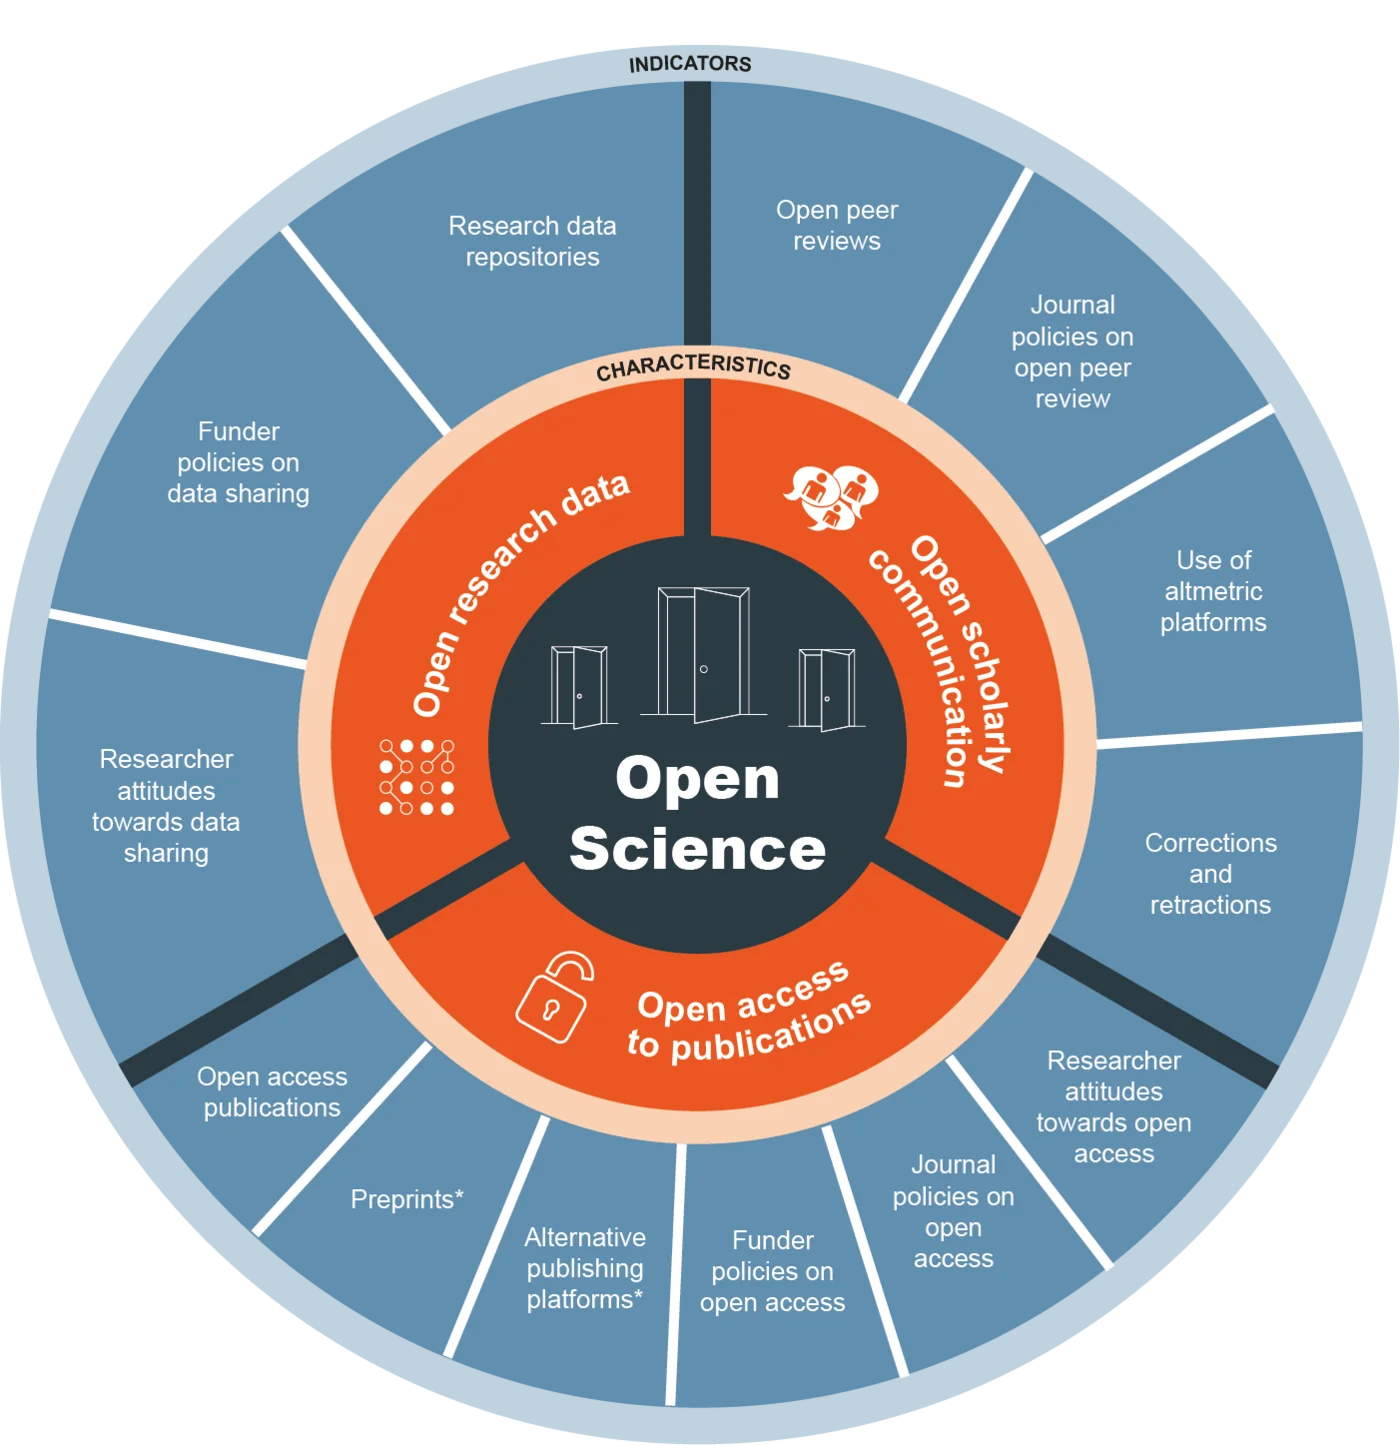 INDICATORS
Research data
repositories
Open peer
reviews
Journal
policies on
open peer
review
Funder
policies on
data sharing
Use of
altmetric
platforms
Researcher
attitudes
towards data
sharing
Corrections
and
retractions
CHARACTERISTICS
Open research data
Open scholarly
communication
Open
Science
Open access
to publications
Open access
publications
Preprints*
Alternative
publishing
platforms*
Funder
policies on
open access
Journal
policies on
open
access
Researcher
attitudes
towards open
access